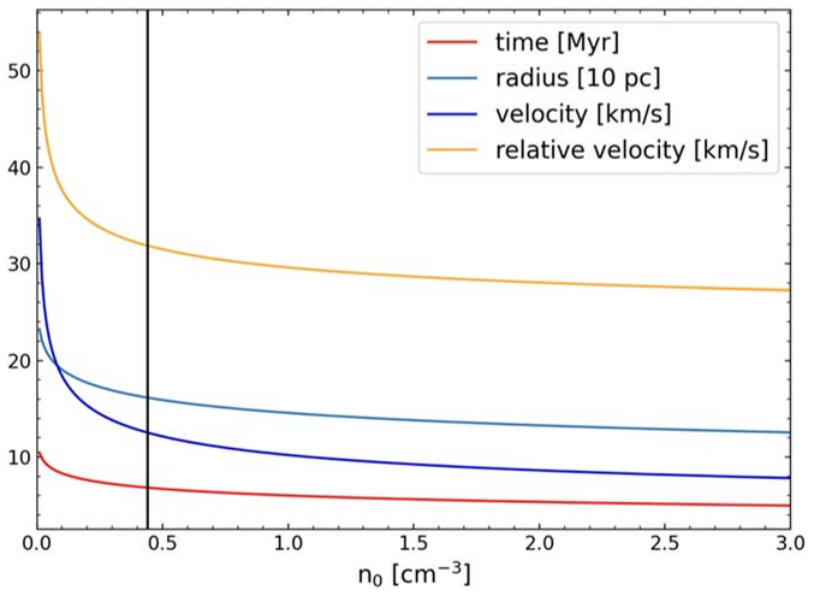 time [Myr]
radius [10 pc]
velocity [km/s]
relative velocity [km/s]
50
40
30
20
10
0.0 0.5 1.0 1.5 2.0 2.5 3.0
n₀ [cm⁻³]